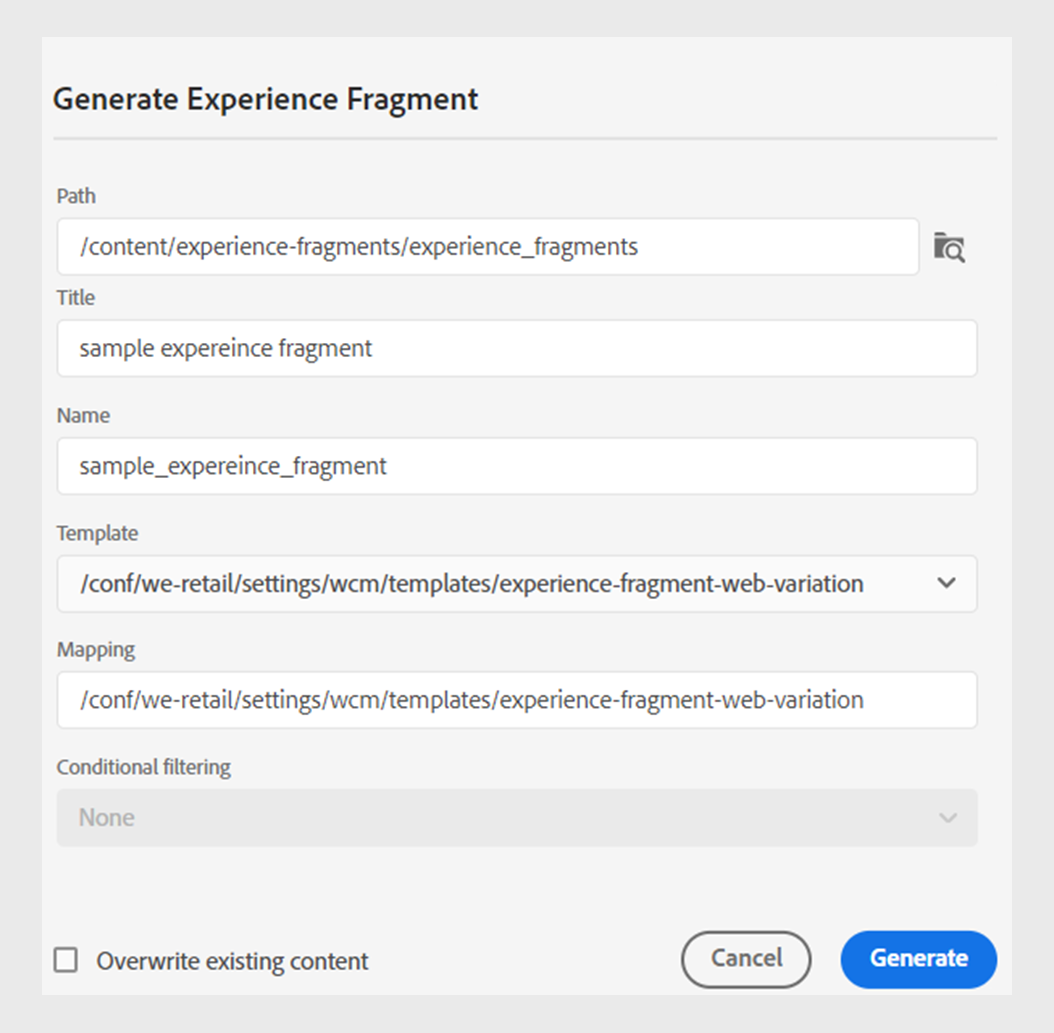 Generate Experience Fragment
Path
/content/experience-fragments/experience_fragments
Title
sample expereince fragment
Name
sample_expereince_fragment
Template
/conf/we-retail/settings/wcm/templates/experience-fragment-web-variation
Mapping
/conf/we-retail/settings/wcm/templates/experience-fragment-web-variation
Conditional filtering
None
Overwrite existing content
Cancel
Generate